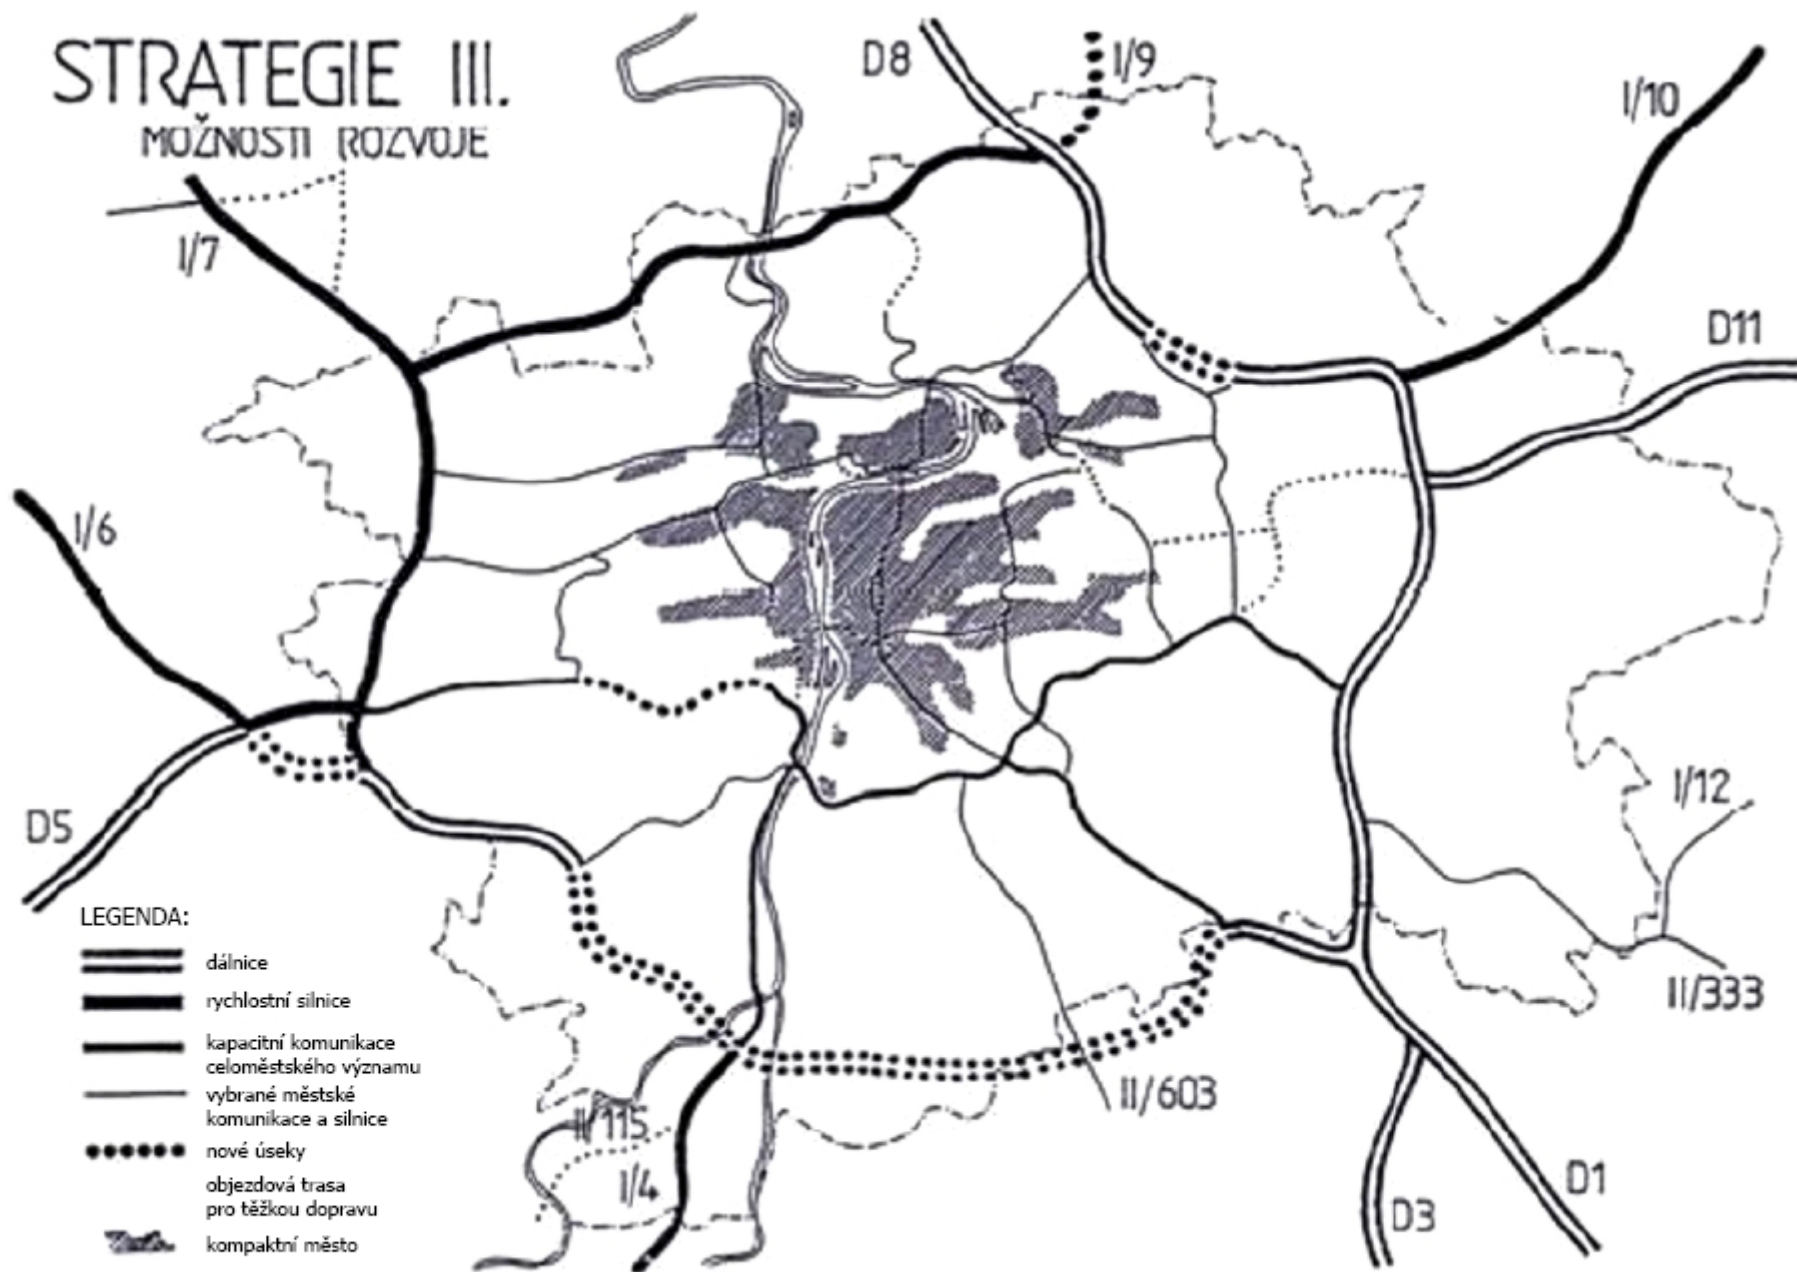 STRATEGIE III.
MOŽNOSTI ROZVOJE
D8
I/9
I/10
I/7
D11
I/6
I/12
D5
LEGENDA:
dálnice
rychlostní silnice
kapacitní komunikace
celoměstského významu
vybrané městské
komunikace a silnice
nové úseky
objezdová trasa
pro těžkou dopravu
kompaktní město
II/333
II/603
II/115
I/4
D3
D1